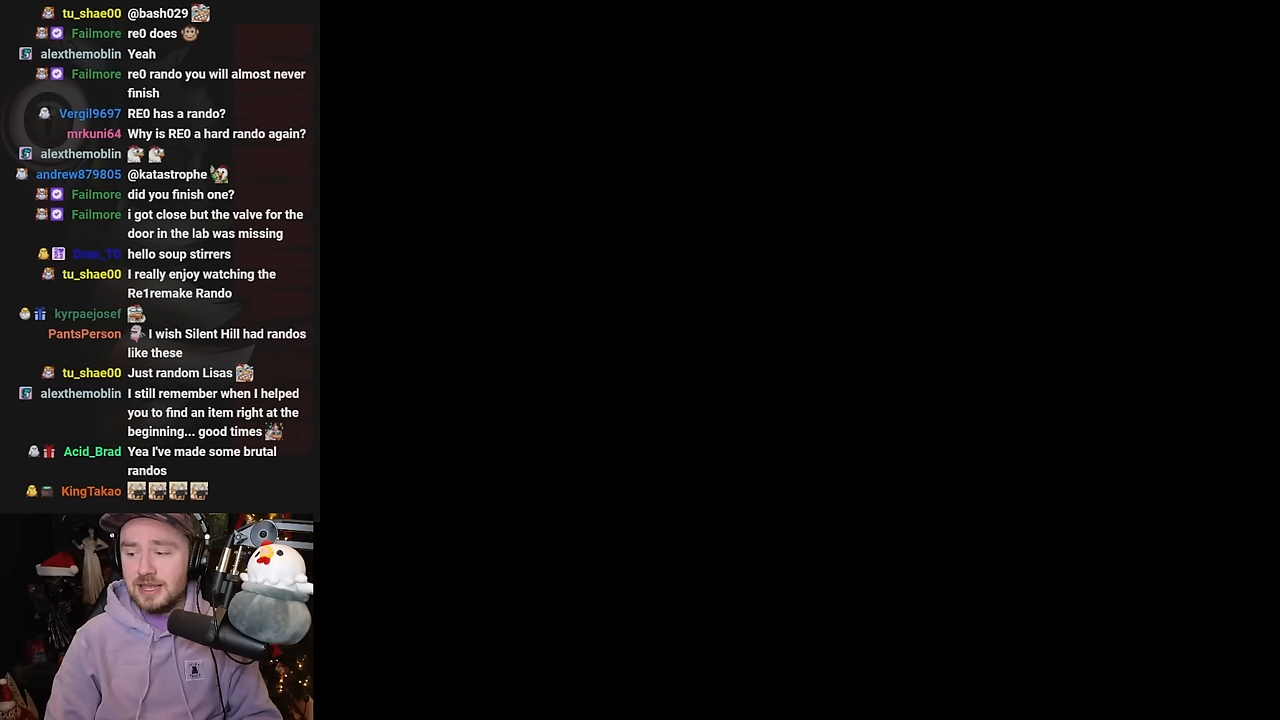 tu_shae00 @bash029
Failmore re0 does
alexthemoblin Yeah
Failmore re0 rando you will almost never
finish
Vergil9697 RE0 has a rando?
mrkuni64 Why is RE0 a hard rando again?
alexthemoblin
andrew879805 @katastrophe
Failmore did you finish one?
Failmore i got close but the valve for the
door in the lab was missing
Dran_TD hello soup stirrers
tu_shae00 I really enjoy watching the
Re1remake Rando
kyrpaejosef
PantsPerson I wish Silent Hill had randos
like these
tu_shae00 Just random Lisas
alexthemoblin I still remember when I helped
you to find an item right at the
beginning... good times
Acid_Brad Yea I've made some brutal
randos
KingTakao